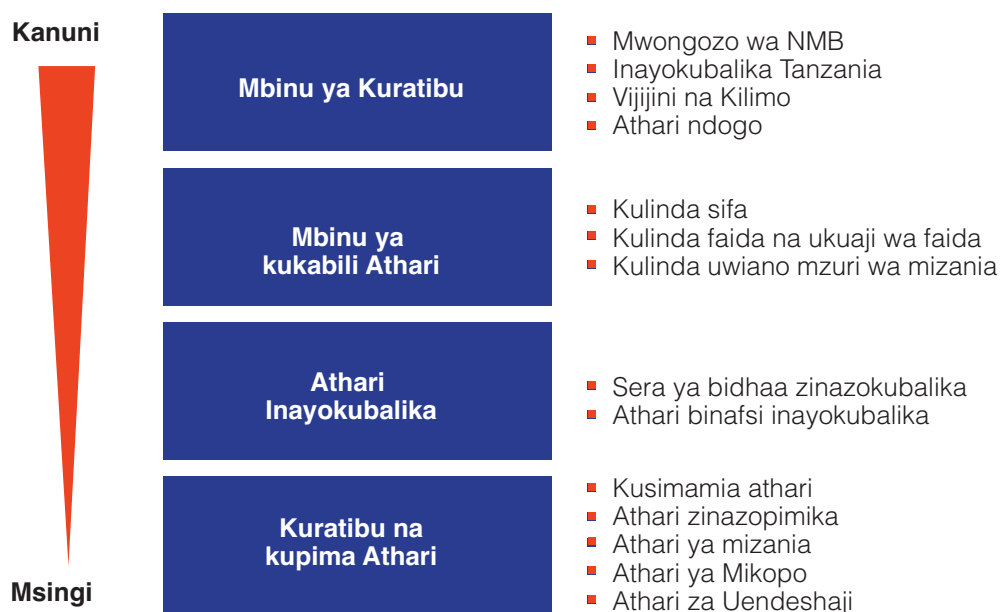 Kanuni
Mbinu ya Kuratibu
Mwongozo wa NMB
Inayokubalika Tanzania
Vijijini na Kilimo
Athari ndogo
Mbinu ya
kukabili Athari
Kulinda sifa
Kulinda faida na ukuaji wa faida
Kulinda uwiano mzuri wa mizania
Athari
Inayokubalika
Sera ya bidhaa zinazokubalika
Athari binafsi inayokubalika
Kuratibu na
kupima Athari
Kusimamia athari
Athari zinazopimika
Athari ya mizania
Athari ya Mikopo
Athari za Uendeshaji
Msingi